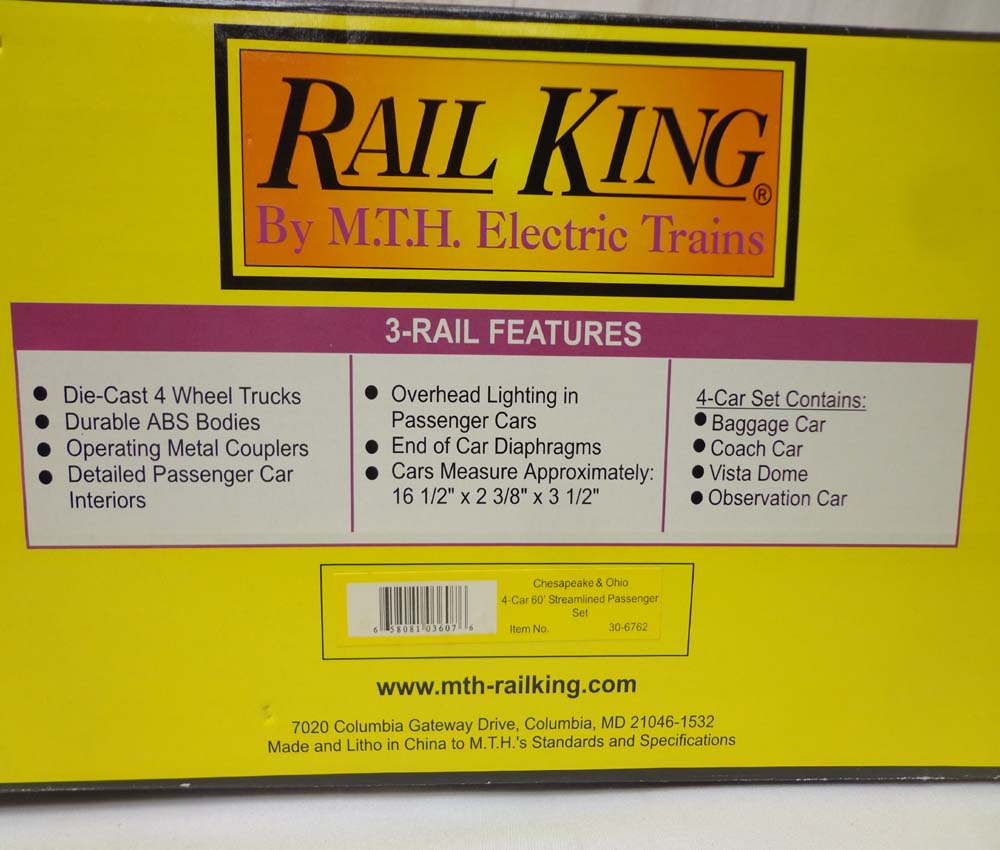 RAIL KING®
By M.T.H. Electric Trains
3-RAIL FEATURES
● Die-Cast 4 Wheel Trucks
● Durable ABS Bodies
● Operating Metal Couplers
● Detailed Passenger Car
Interiors
● Overhead Lighting in
Passenger Cars
● End of Car Diaphragms
● Cars Measure Approximately:
16 1/2" x 2 3/8" x 3 1/2"
4-Car Set Contains:
● Baggage Car
● Coach Car
● Vista Dome
● Observation Car
Chesapeake & Ohio
4-Car 60' Streamlined Passenger
Set
Item No. 30-6762
6 58081 03607 6
www.mth-railking.com
7020 Columbia Gateway Drive, Columbia, MD 21046-1532
Made and Litho in China to M.T.H.'s Standards and Specifications